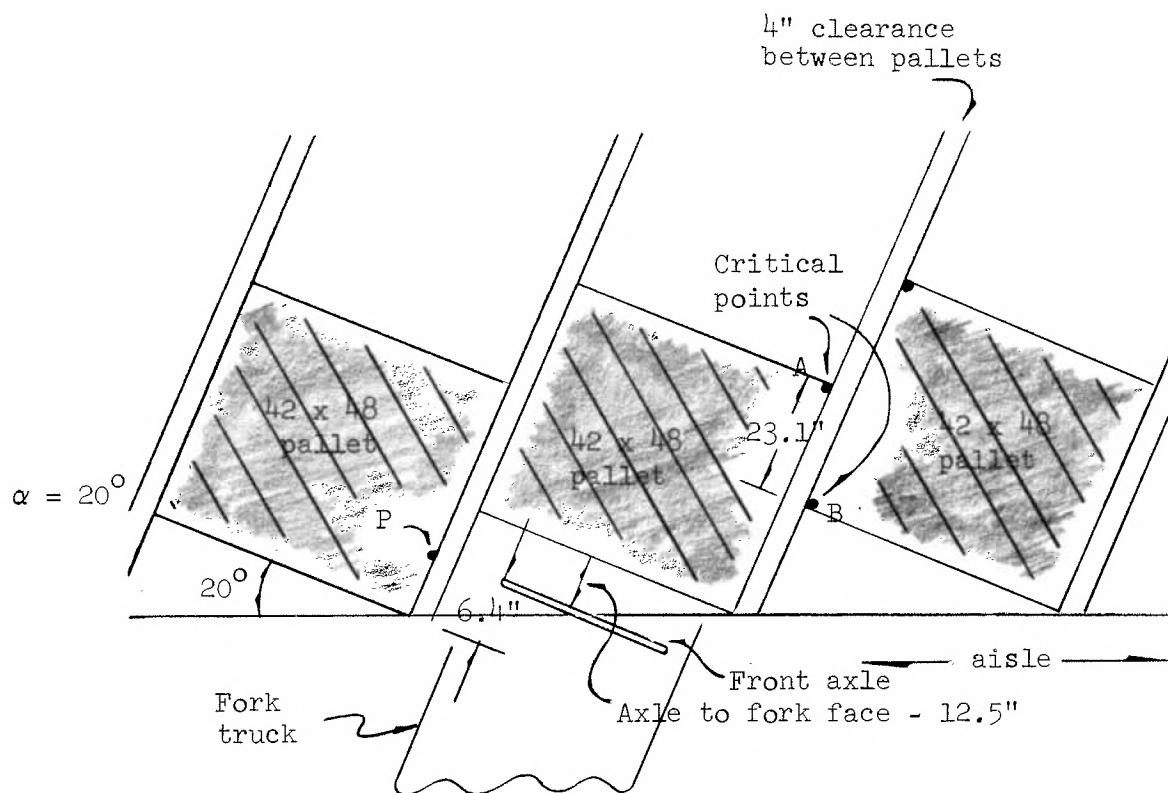 4" clearance
between pallets
Critical
points
A
23.1"
42 x 48
pallet
42 x 48
pallet
42 x 48
pallet
α = 20°
P
B
20°
6.4"
aisle
Front axle
Axle to fork face - 12.5"
Fork
truck